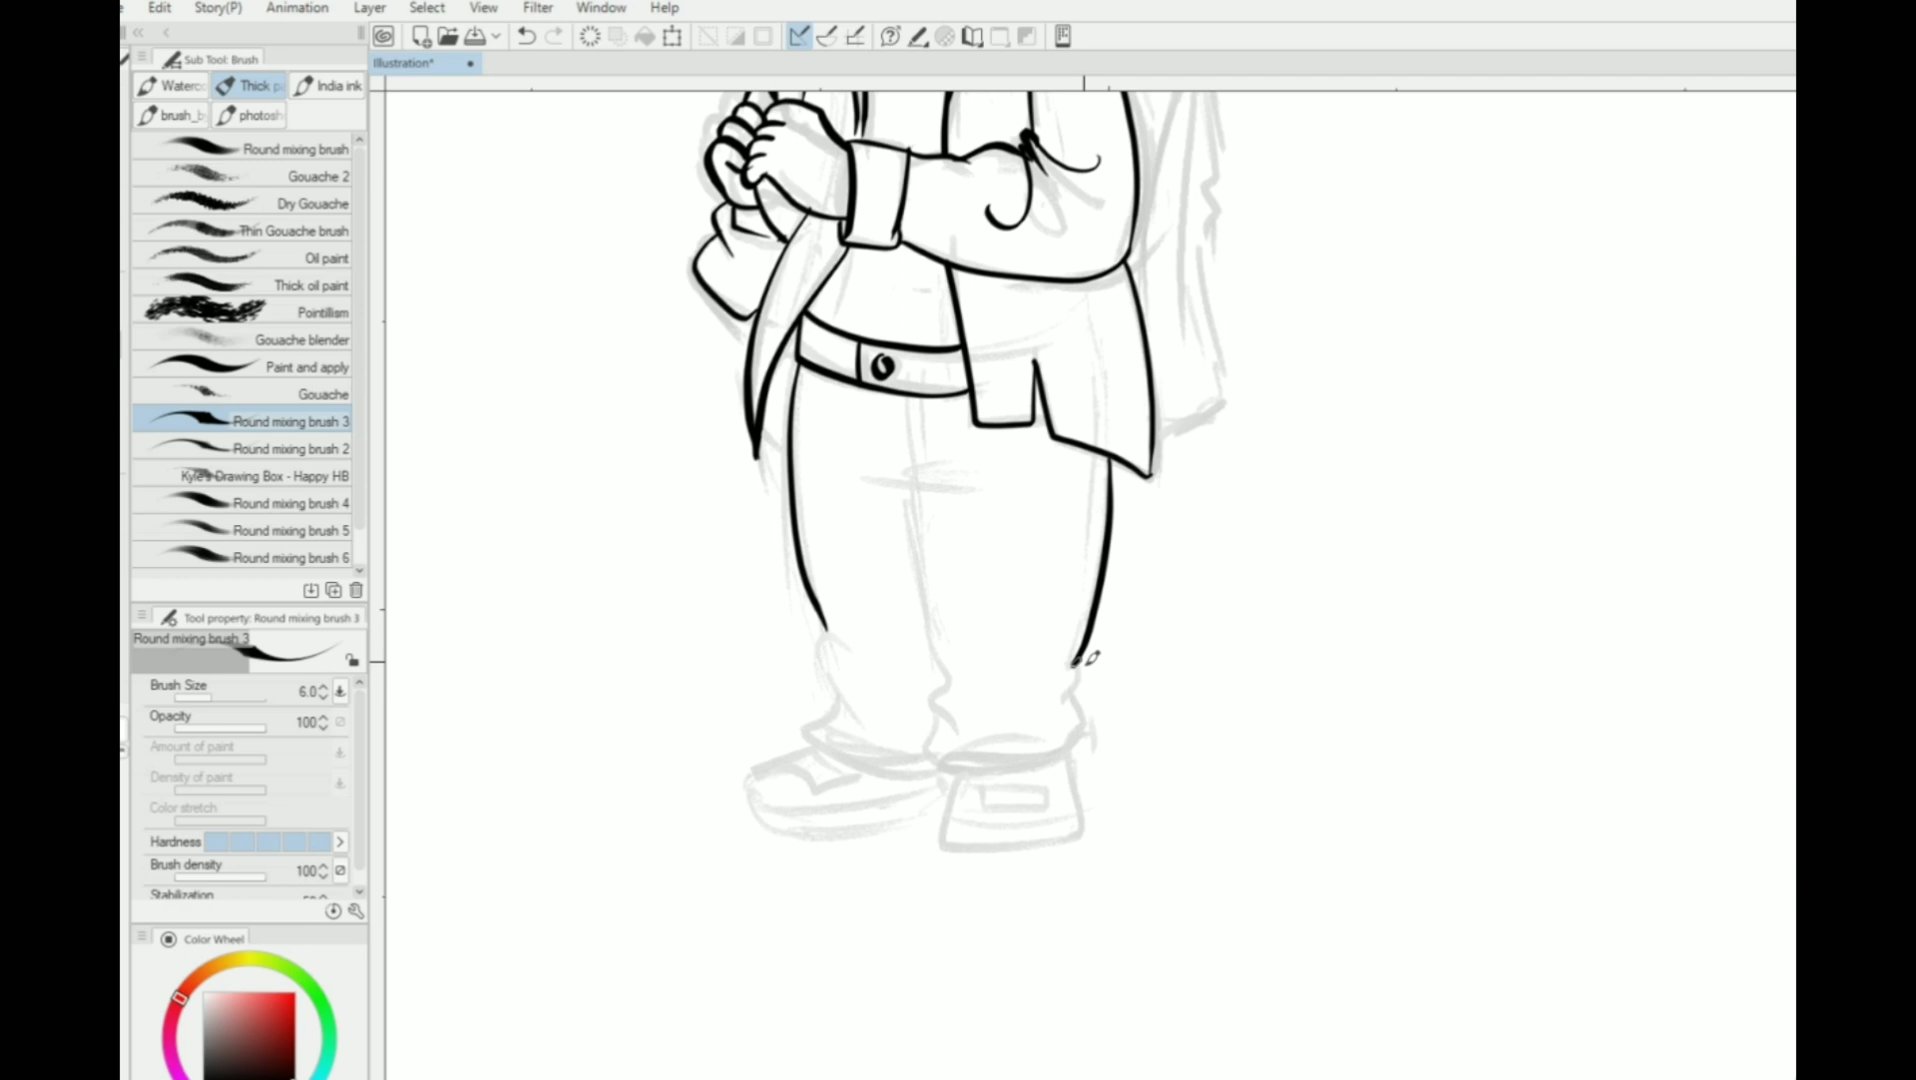 Edit Story(P) Animation Layer Select View Filter Window Help
Sub Tool: Brush
Illustration*
Thick India ink
Round mixing brush
Gouache 2
Dry Gouache
Thin Gouache brush
Oil paint
Thick oil paint
Pointillism
Gouache blender
Paint and apply
Gouache
Round mixing brush 3
Round mixing brush 2
Kyle's Drawing Box - Happy HB
Round mixing brush 4
Round mixing brush 5
Round mixing brush 6
Tool property: Round mixing brush 3
Round mixing brush 3
Brush Size 6.0
Opacity 100
Amount of paint
Density of paint
Color stretch
Hardness
Brush density 100
Stabilization
Color Wheel